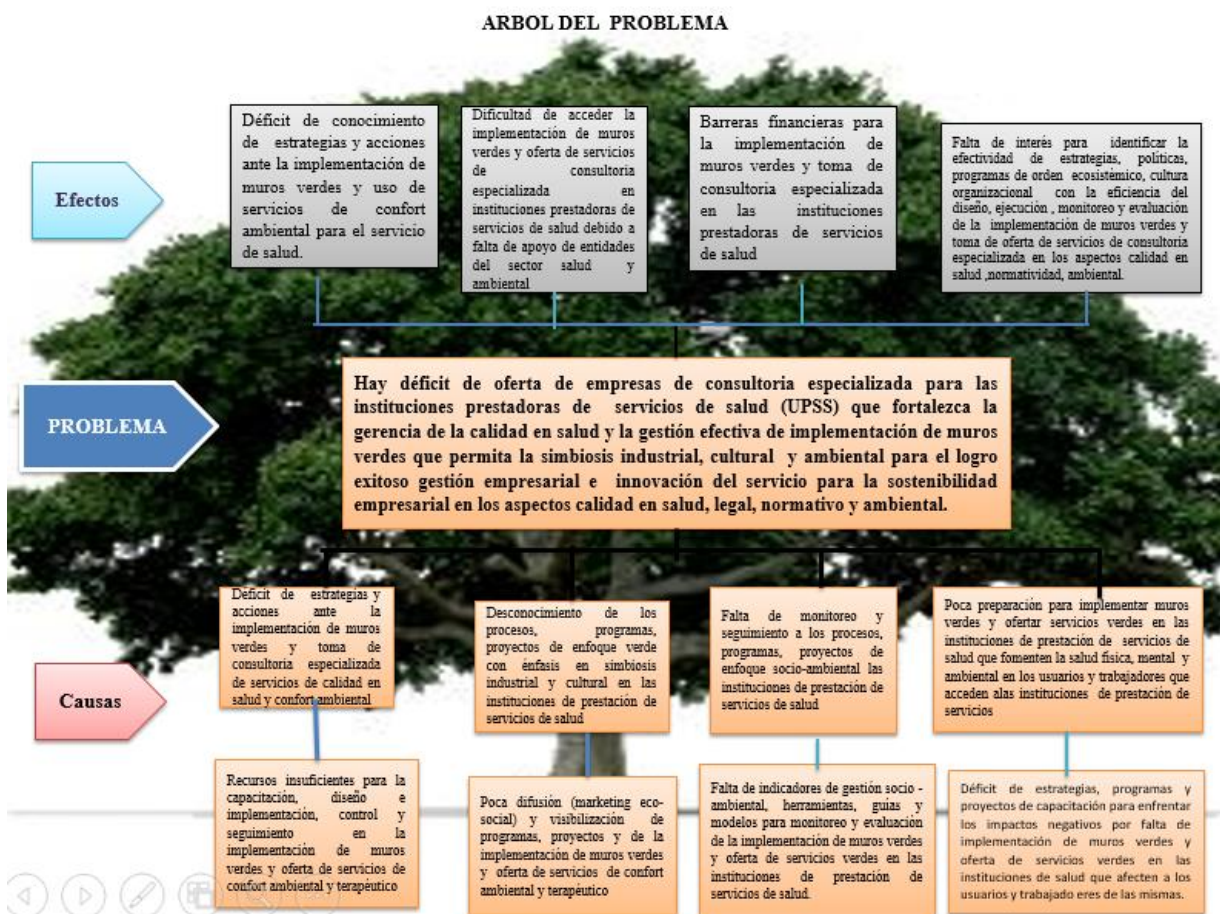 ARBOL DEL PROBLEMA
Efectos
Déficit de conocimiento
de estrategias y acciones
ante la implementación de
muros verdes y uso de
servicios de confort
ambiental para el servicio
de salud.
Dificultad de acceder la
implementación de muros
verdes y oferta de servicios
de consultoria
especializada en
instituciones prestadoras de
servicios de salud debido a
falta de apoyo de entidades
del sector salud y
ambiental
Barreras financieras para
la implementación de
muros verdes y toma de
consultoria especializada
en las instituciones
prestadoras de servicios
de salud
Falta de interés para identificar la
efectividad de estrategias, políticas,
programas de orden ecosistémico, cultura
organizacional con la eficiencia del
diseño, ejecución , monitoreo y evaluación
de la implementación de muros verdes y
toma de oferta de servicios de consultoria
especializada en los aspectos calidad en
salud ,normatividad, ambiental.
PROBLEMA
Hay déficit de oferta de empresas de consultoria especializada para las
instituciones prestadoras de servicios de salud (UPSS) que fortalezca la
gerencia de la calidad en salud y la gestión efectiva de implementación de muros
verdes que permita la simbiosis industrial, cultural y ambiental para el logro
exitoso gestión empresarial e innovación del servicio para la sostenibilidad
empresarial en los aspectos calidad en salud, legal, normativo y ambiental.
Causas
Déficit de estrategias y
acciones ante la
implementación de muros
verdes y toma de
consultoria especializada
de servicios de calidad en
salud y confort ambiental
Desconocimiento de los
procesos, programas,
proyectos de enfoque verde
con énfasis en simbiosis
industrial y cultural en las
instituciones de prestación de
servicios de salud
Falta de monitoreo y
seguimiento a los procesos,
programas, proyectos de
enfoque socio-ambiental las
instituciones de prestación de
servicios de salud
Poca preparación para implementar muros
verdes y ofertar servicios verdes en las
instituciones de prestación de servicios de
salud que fomenten la salud física, mental y
ambiental en los usuarios y trabajadores que
acceden alas instituciones de prestación de
servicios
Recursos insuficientes para la
capacitación, diseño e
implementación, control y
seguimiento en la
implementación de muros
verdes y oferta de servicios de
confort ambiental y terapéutico
Poca difusión (marketing eco-
social) y visibilización de
programas, proyectos y de la
implementación de muros verdes
y oferta de servicios de confort
ambiental y terapéutico
Falta de indicadores de gestión socio -
ambiental, herramientas, guías y
modelos para monitoreo y evaluación
de la implementación de muros verdes
y oferta de servicios verdes en las
instituciones de prestación de
servicios de salud.
Déficit de estrategias, programas y
proyectos de capacitación para enfrentar
los impactos negativos por falta de
implementación de muros verdes y
oferta de servicios verdes en las
instituciones de salud que afecten a los
usuarios y trabajado eres de las mismas.